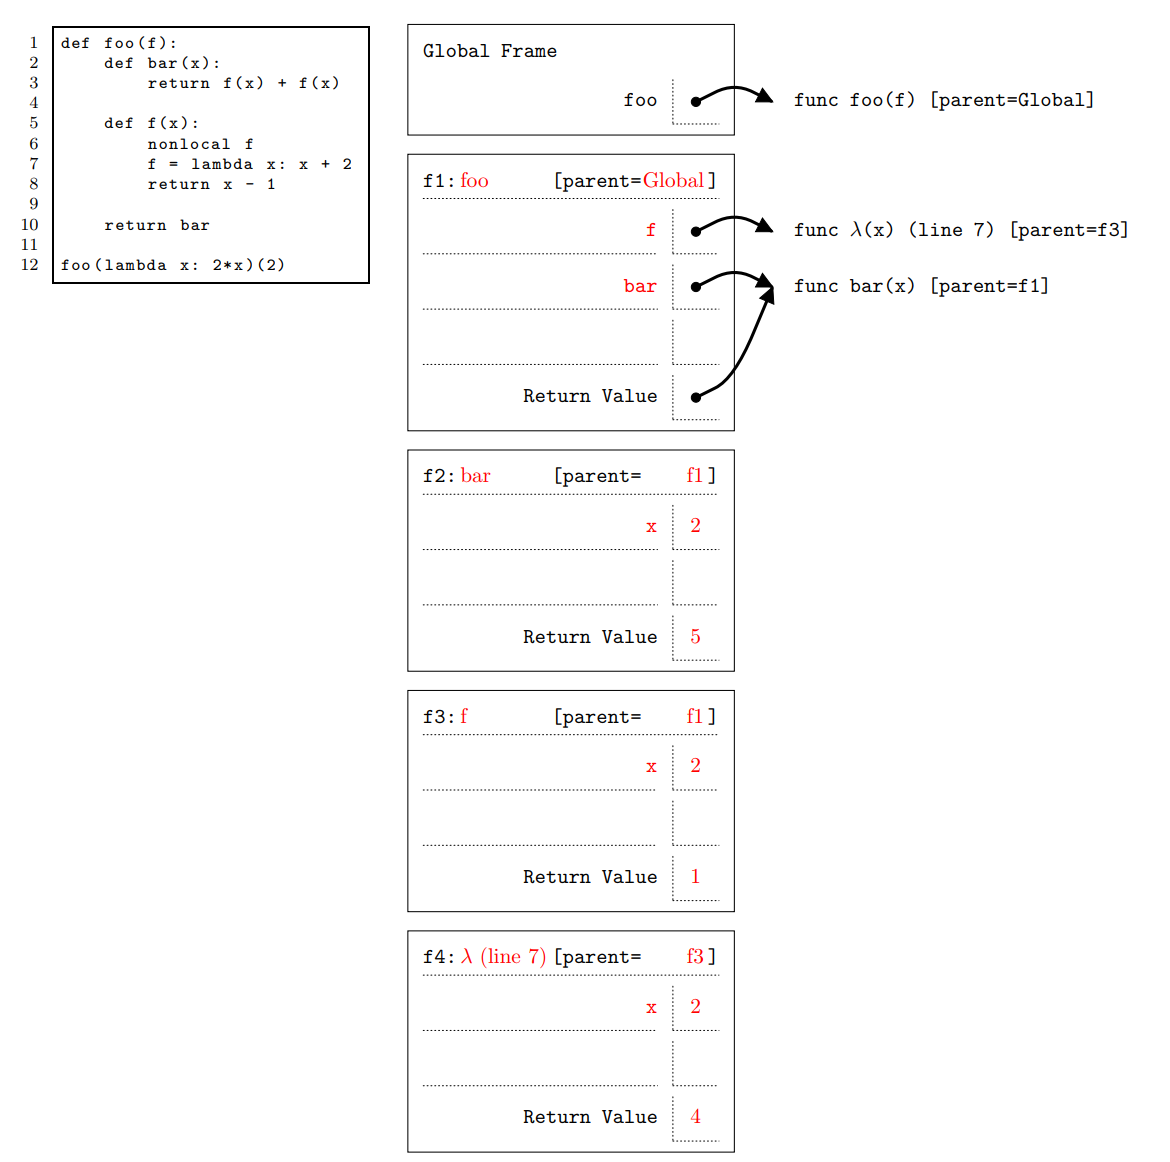 1 def foo(f):
2     def bar(x):
3         return f(x) + f(x)
4
5     def f(x):
6         nonlocal f
7         f = lambda x: x + 2
8         return x - 1
9
10     return bar
11
12 foo(lambda x: 2*x)(2)
Global Frame
foo func foo(f) [parent=Global]
f1: foo [parent=Global]
f func λ(x) (line 7) [parent=f3]
bar func bar(x) [parent=f1]
Return Value
f2: bar [parent= f1]
x 2
Return Value 5
f3: f [parent= f1]
x 2
Return Value 1
f4: λ (line 7) [parent= f3]
x 2
Return Value 4